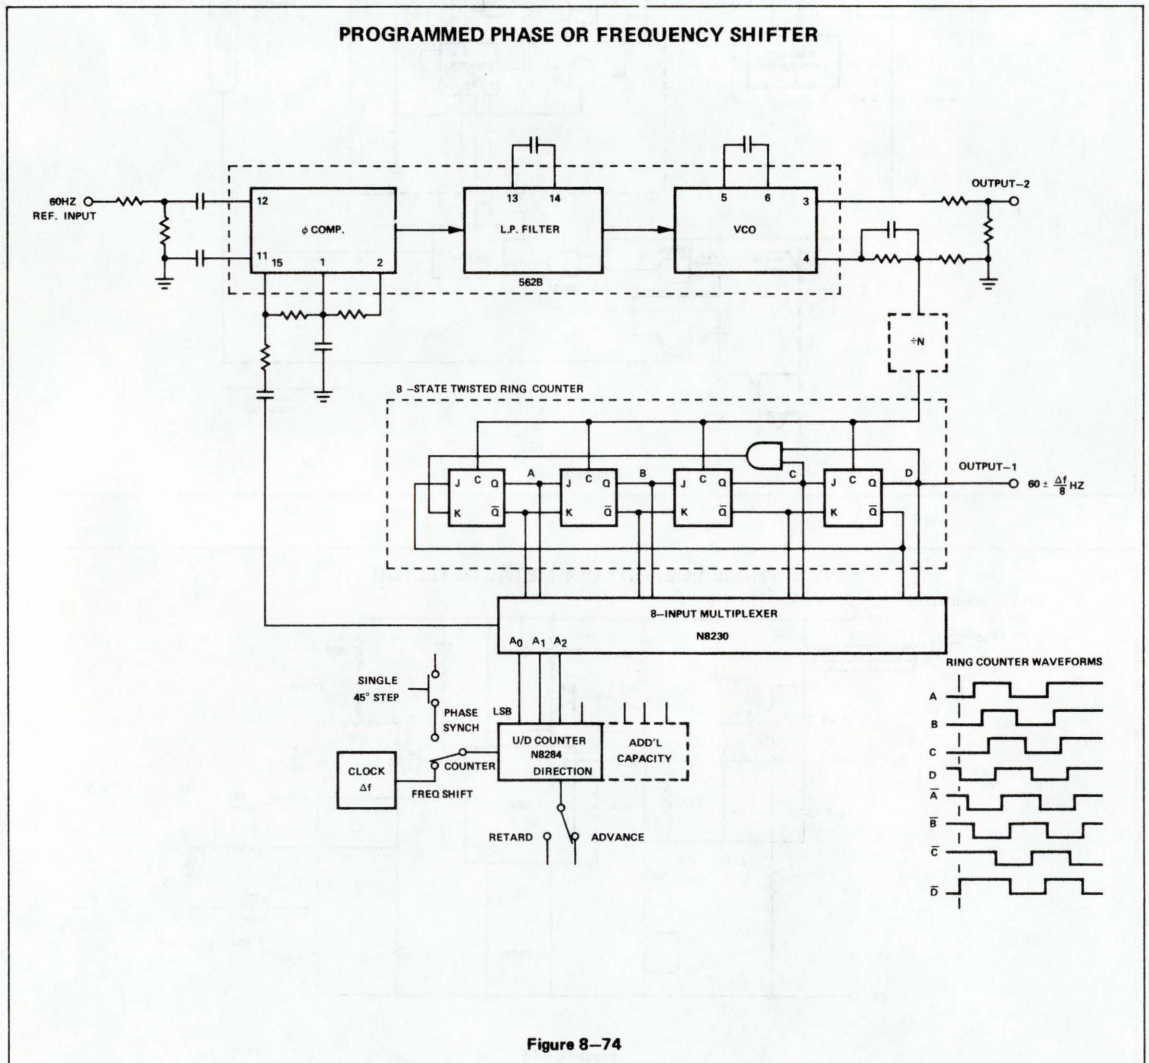 PROGRAMMED PHASE OR FREQUENCY SHIFTER
60HZ
REF. INPUT
12
11
15
1
2
φ COMP.
13 14
L.P. FILTER
562B
5 6
VCO
3
4
OUTPUT–2
÷N
8 –STATE TWISTED RING COUNTER
J C Q
K Q̅
A
J C Q
K Q̅
B
J C Q
K Q̅
C
J C Q
K Q̅
D
OUTPUT–1
60 ± Δf/8 HZ
8–INPUT MULTIPLEXER
N8230
A0 A1 A2
SINGLE
45° STEP
PHASE
SYNCH
LSB
COUNTER
FREQ SHIFT
CLOCK
Δf
U/D COUNTER
N8284
DIRECTION
ADD'L
CAPACITY
RETARD
ADVANCE
RING COUNTER WAVEFORMS
A
B
C
D
A̅
B̅
C̅
D̅
Figure 8–74